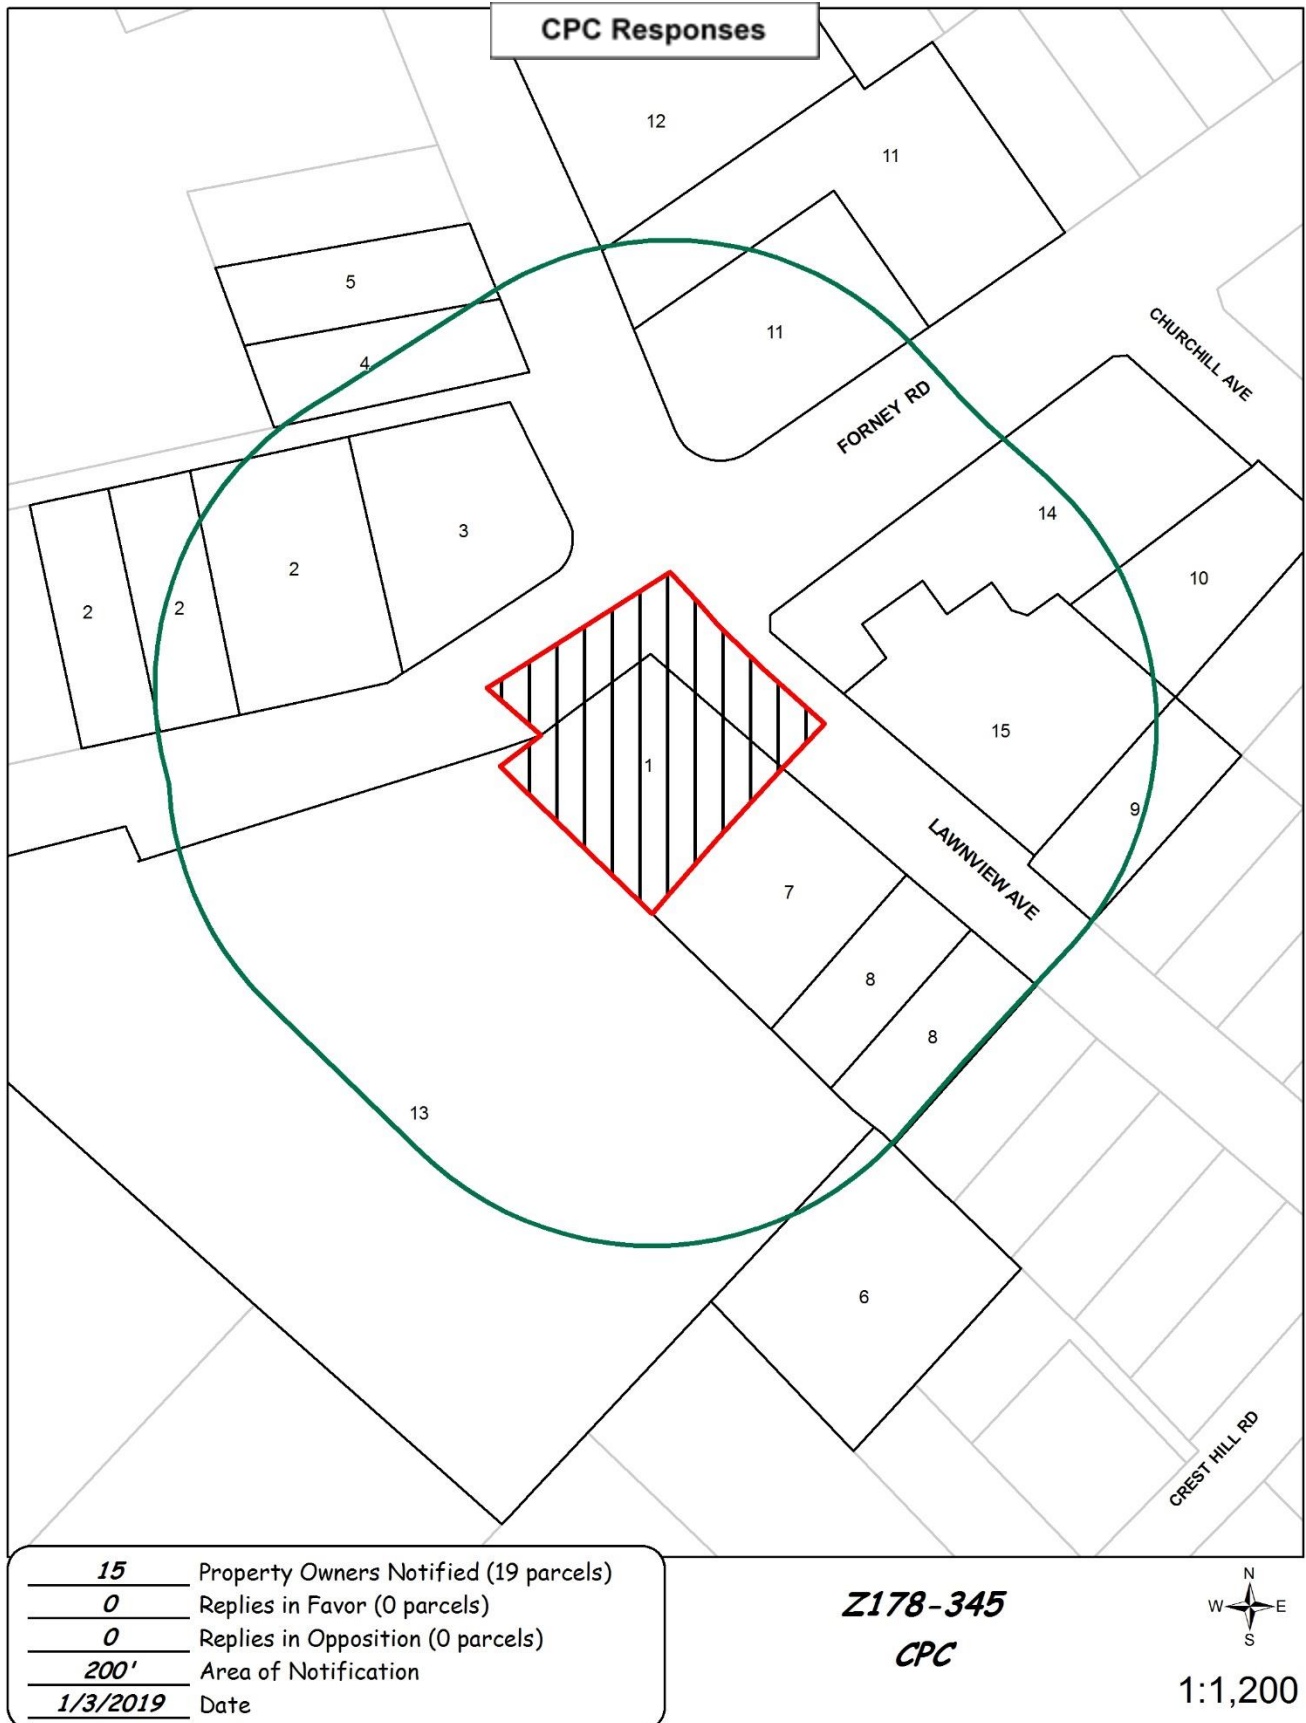 CPC Responses
12
11
5
11
CHURCHILL AVE
4
FORNEY RD
14
3
2
10
2
2
15
1
9
LAWNVIEW AVE
7
8
8
13
6
CREST HILL RD
15 Property Owners Notified (19 parcels)
0 Replies in Favor (0 parcels)
0 Replies in Opposition (0 parcels)
200' Area of Notification
1/3/2019 Date
Z178-345
CPC
N
W E
S
1:1,200